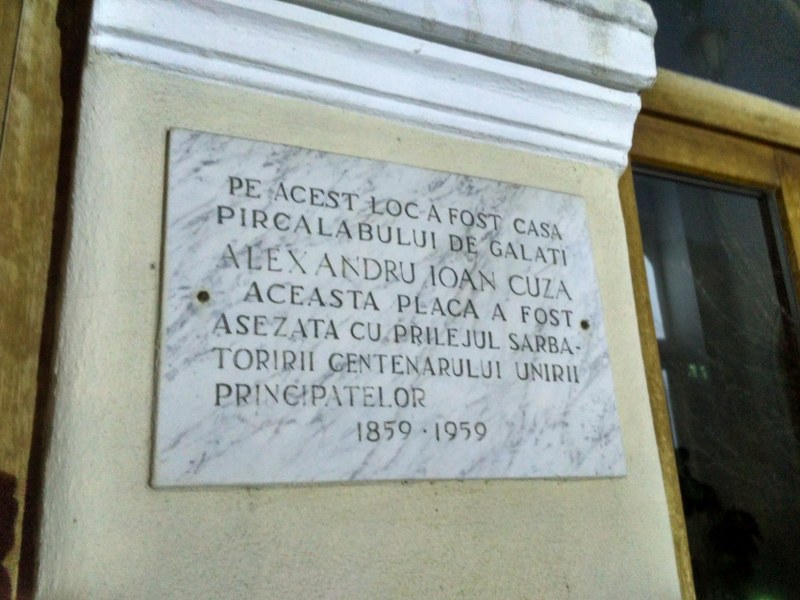 PE ACEST LOC A FOST CASA
PIRCALABULUI DE GALATI
ALEXANDRU IOAN CUZA
ACEASTA PLACA A FOST
ASEZATA CU PRILEJUL SARBA-
TORIRII CENTENARULUI UNIRII
PRINCIPATELOR
1859 · 1959